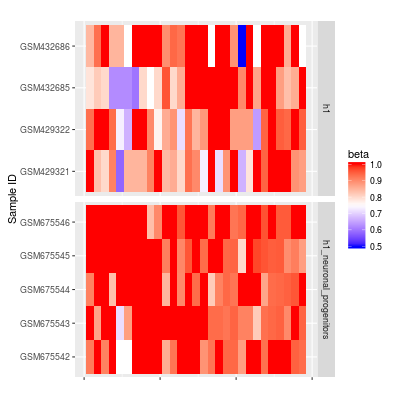 Sample ID
GSM432686
GSM432685
GSM429322
GSM429321
h1
GSM675546
GSM675545
GSM675544
GSM675543
GSM675542
h1_neuronal_progenitors
beta
1.0
0.9
0.8
0.7
0.6
0.5